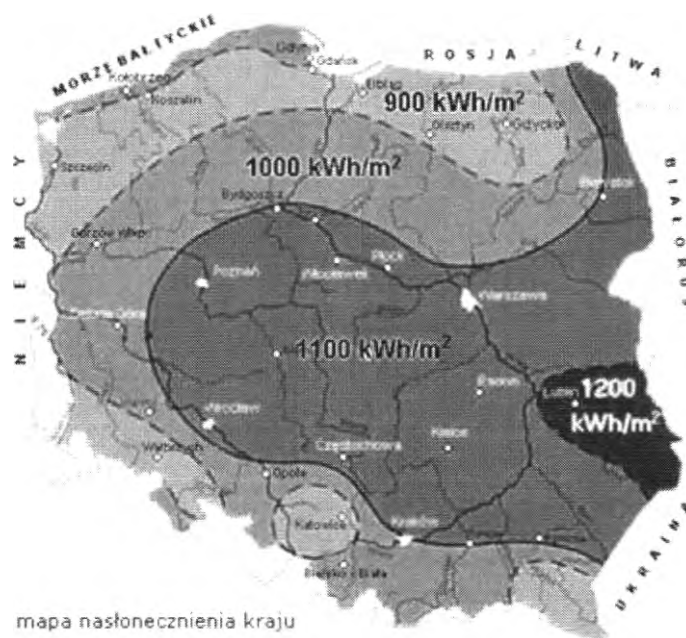 MORZE BAŁTYCKIE
ROSJA
LITWA
Gdynia
Gdańsk
Kołobrzeg
Koszalin
Elbląg
900 kWh/m²
Olsztyn
Giżycko
1000 kWh/m²
Szczecin
BIAŁORUŚ
Bydgoszcz
Białystok
NIEMCY
Płock
Włocławek
Poznań
Warszawa
Zielona Góra
1100 kWh/m²
Radom
1200
kWh/m²
Lublin
Wrocław
Wałbrzych
Częstochowa
Kielce
Opole
Katowice
Kraków
Bielsko - Biała
UKRAINA
mapa nasłonecznienia kraju